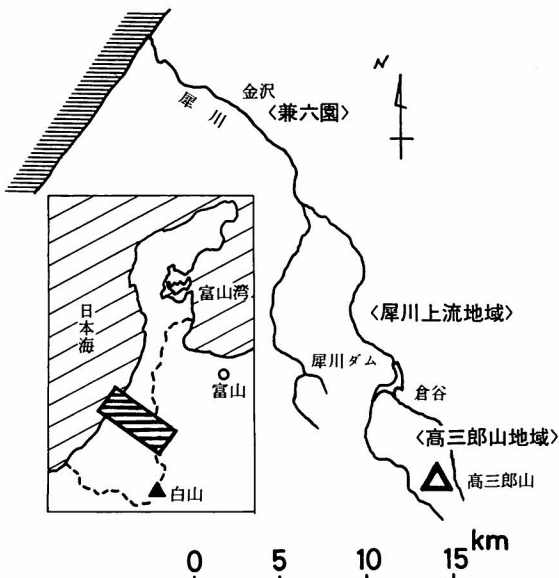 N
金沢
〈兼六園〉
犀川
富山湾
日本海
〈犀川上流地域〉
犀川ダム
富山
倉谷
〈高三郎山地域〉
高三郎山
白山
0 5 10 15 km